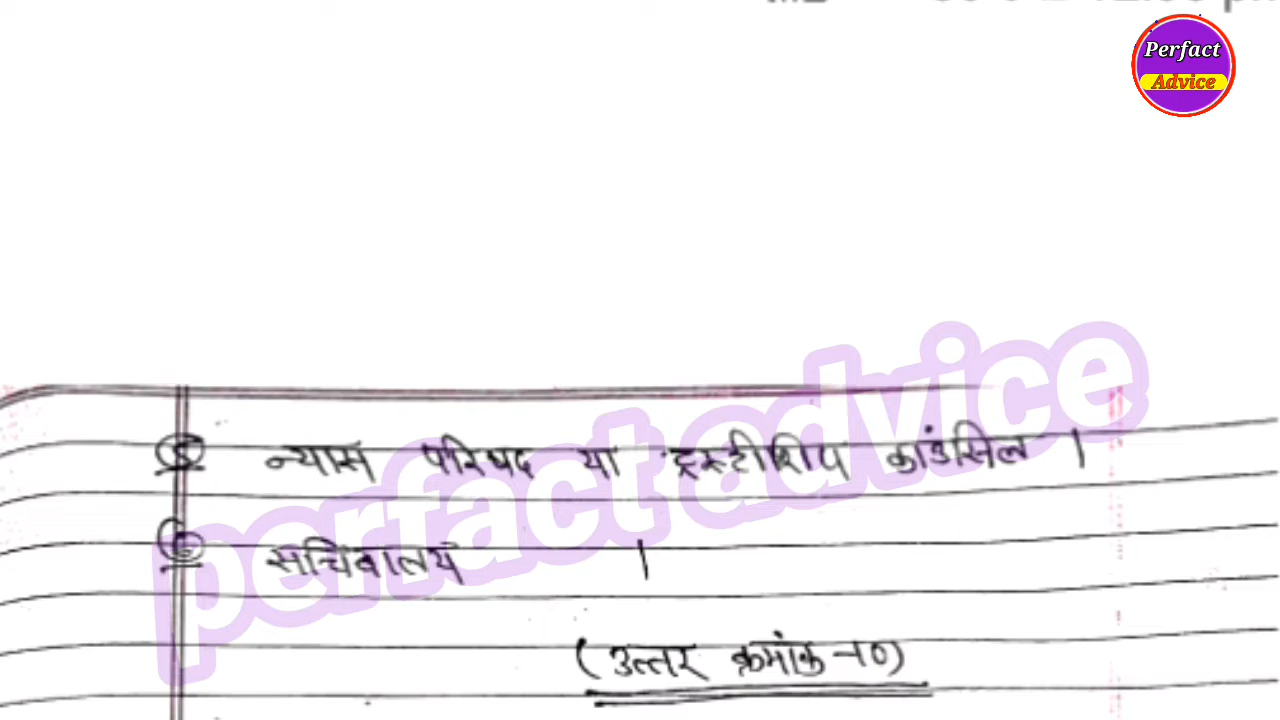 Perfact
Advice
⑤ न्यास परिषद या ट्रस्टीशिप काउंसिल ।
⑥ सचिवालय ।
(उत्तर क्रमांक -10)
perfact advice